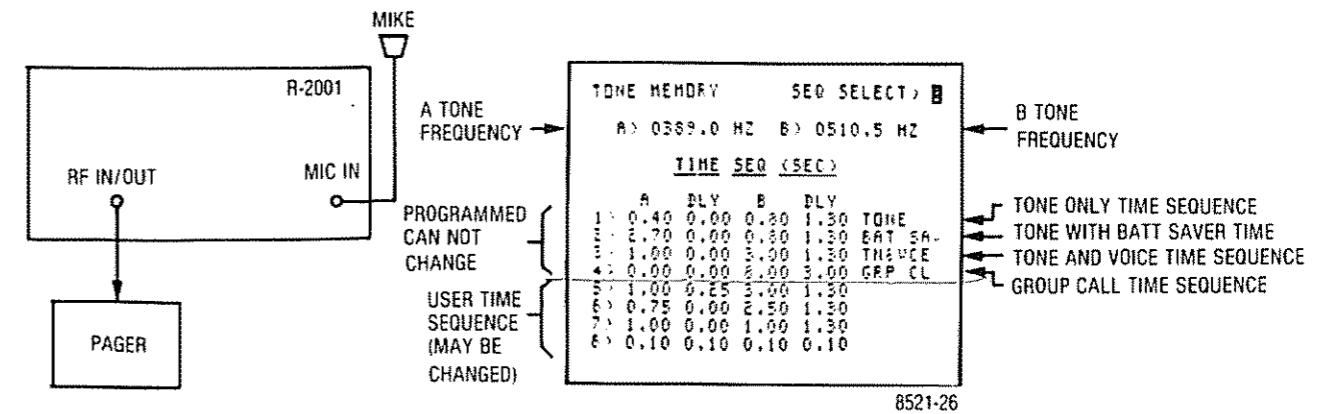 MIKE
R-2001
RF IN/OUT
MIC IN
PAGER
A TONE
FREQUENCY
PROGRAMMED
CAN NOT
CHANGE
USER TIME
SEQUENCE
(MAY BE
CHANGED)
TONE MEMORY SEQ SELECT>
A> 0389.0 HZ B> 0510.5 HZ
TIME SEQ (SEC)
A DLY B DLY
1> 0.40 0.00 0.80 1.30 TONE
2> 2.70 0.00 0.80 1.30 BAT SA
3> 1.00 0.00 3.00 1.30
4> 0.00 0.00 8.00 3.00 GRP CL
5> 1.00 0.25 3.00 1.30
6> 0.75 0.00 2.50 1.30
7> 1.00 0.00 1.00 1.30
8> 0.10 0.10 0.10 0.10
B TONE
FREQUENCY
TONE ONLY TIME SEQUENCE
TONE WITH BATT SAVER TIME
TONE AND VOICE TIME SEQUENCE
GROUP CALL TIME SEQUENCE
8521-26